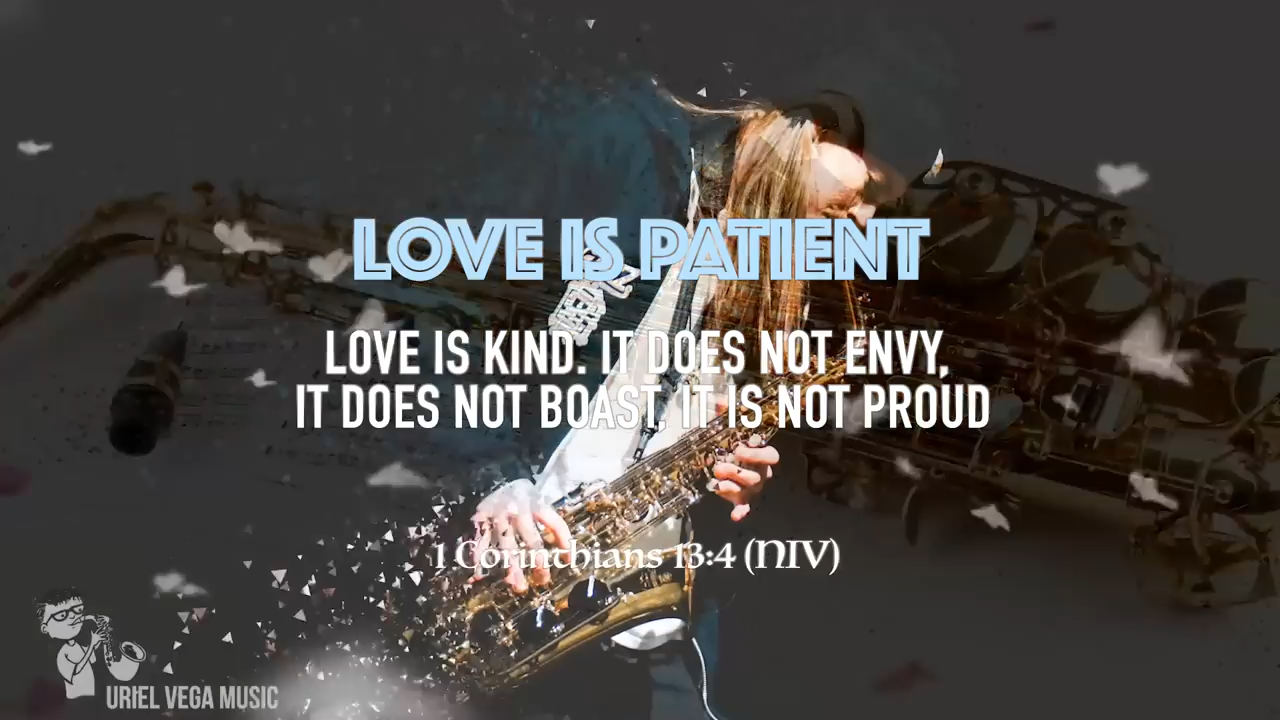 LOVE IS PATIENT
LOVE IS KIND. IT DOES NOT ENVY,
IT DOES NOT BOAST, IT IS NOT PROUD
1 Corinthians 13:4 (NIV)
URIEL VEGA MUSIC